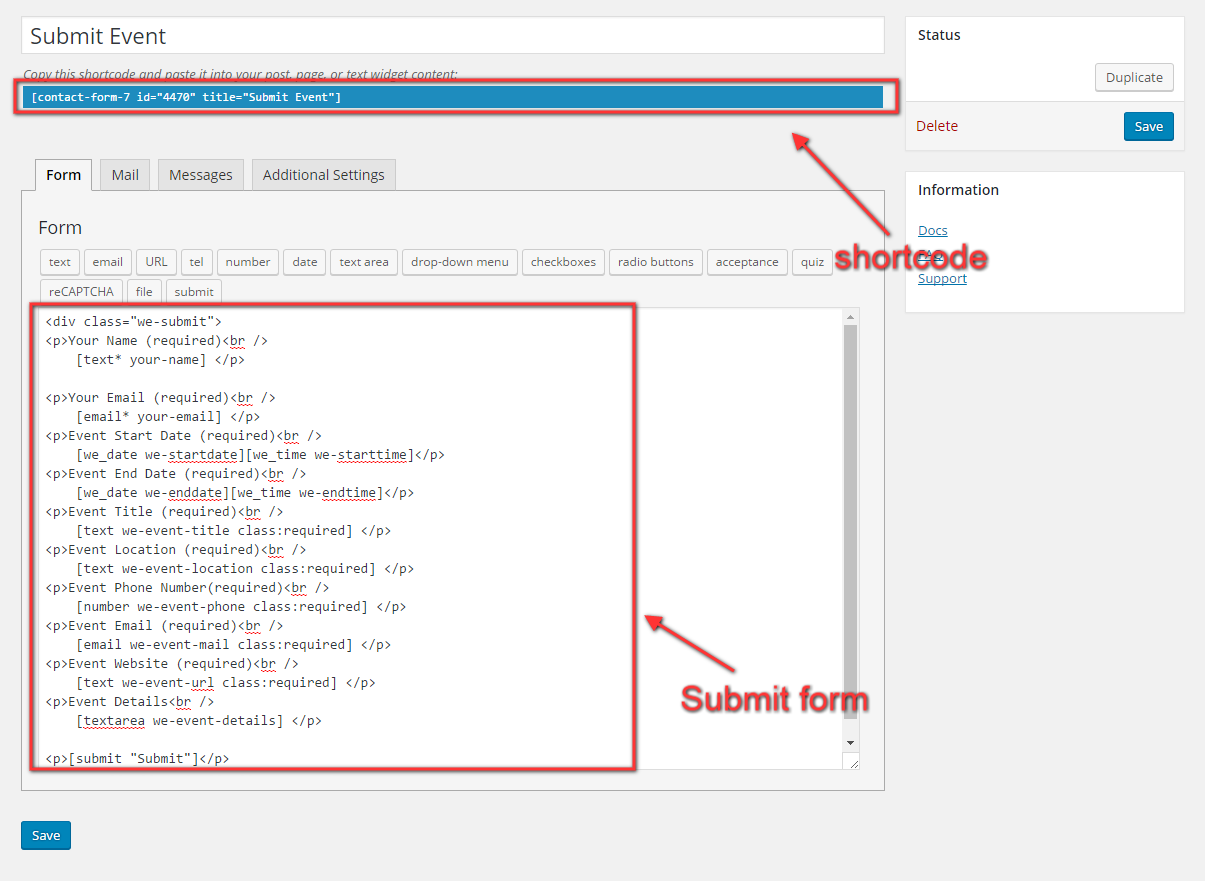 Submit Event
Copy this shortcode and paste it into your post, page, or text widget content:
[contact-form-7 id="4470" title="Submit Event"]
Form
Mail
Messages
Additional Settings
Form
text
email
URL
tel
number
date
text area
drop-down menu
checkboxes
radio buttons
acceptance
quiz
reCAPTCHA
file
submit
<div class="we-submit">
<p>Your Name (required)<br />
[text* your-name] </p>
<p>Your Email (required)<br />
[email* your-email] </p>
<p>Event Start Date (required)<br />
[we_date we-startdate][we_time we-starttime]</p>
<p>Event End Date (required)<br />
[we_date we-enddate][we_time we-endtime]</p>
<p>Event Title (required)<br />
[text we-event-title class:required] </p>
<p>Event Location (required)<br />
[text we-event-location class:required] </p>
<p>Event Phone Number(required)<br />
[number we-event-phone class:required] </p>
<p>Event Email (required)<br />
[email we-event-mail class:required] </p>
<p>Event Website (required)<br />
[text we-event-url class:required] </p>
<p>Event Details<br />
[textarea we-event-details] </p>
<p>[submit "Submit"]</p>
Submit form
Save
Status
Duplicate
Delete
Save
Information
Docs
shortcode
FAQ
Support